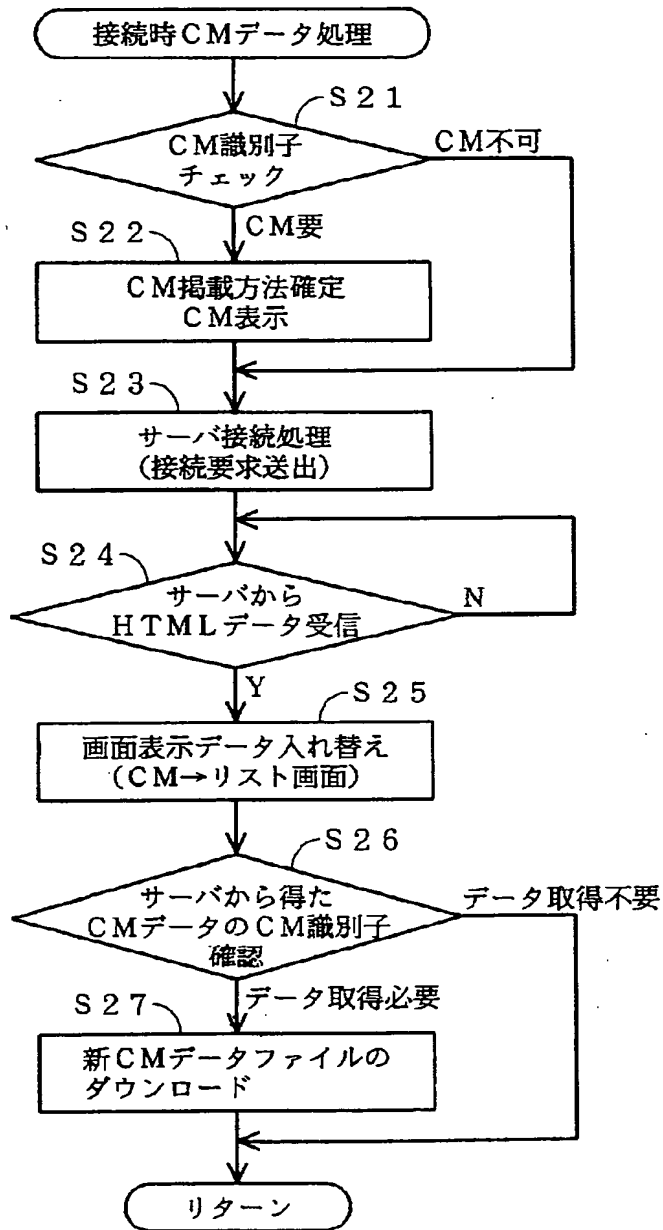 接続時CMデータ処理
S21
CM識別子
チェック
CM不可
CM要
S22
CM掲載方法確定
CM表示
S23
サーバ接続処理
(接続要求送出)
S24
サーバから
HTMLデータ受信
N
Y
S25
画面表示データ入れ替え
(CM→リスト画面)
S26
サーバから得た
CMデータのCM識別子
確認
データ取得不要
データ取得必要
S27
新CMデータファイルの
ダウンロード
リターン